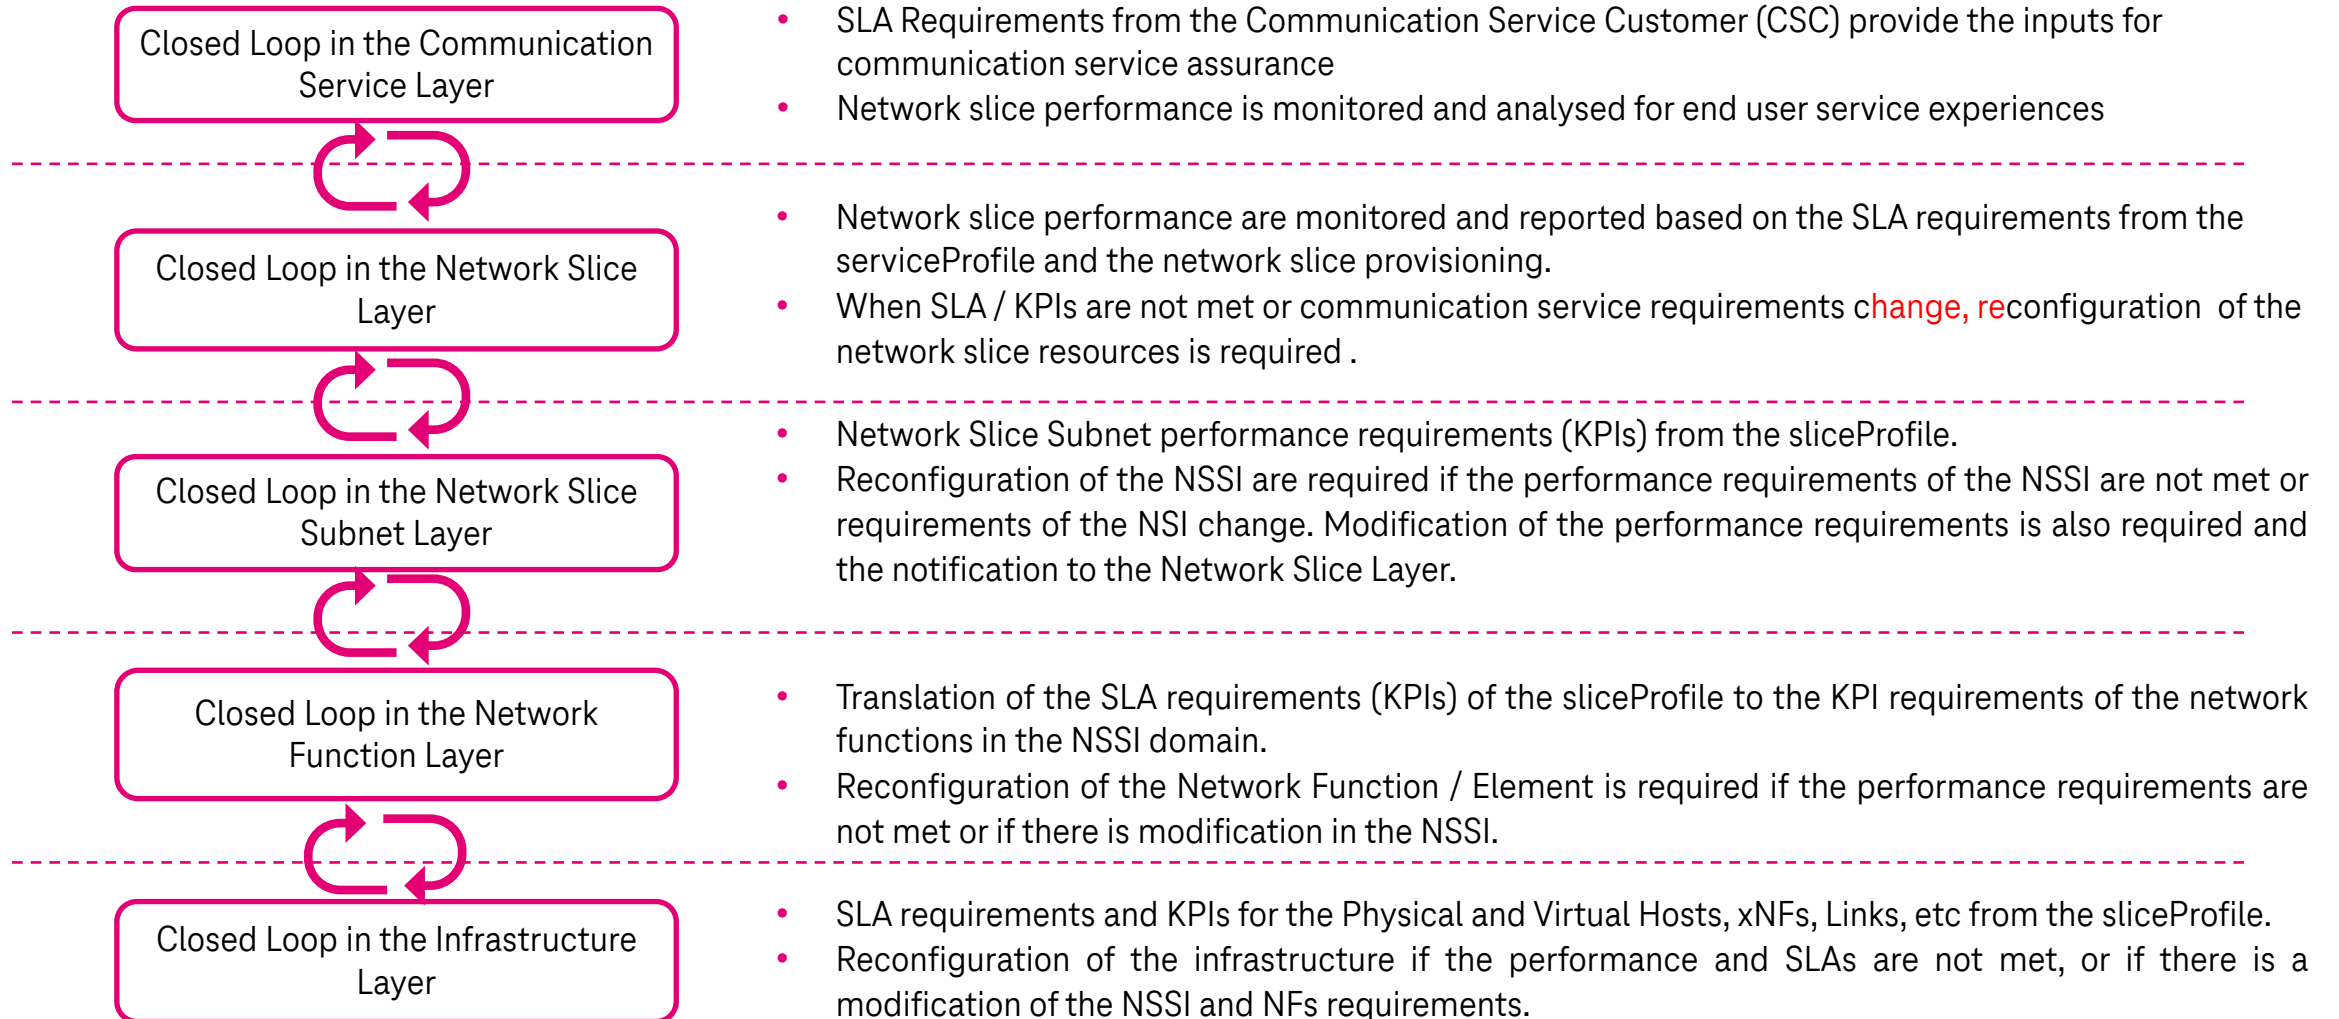 Closed Loop in the Communication
Service Layer
• SLA Requirements from the Communication Service Customer (CSC) provide the inputs for
communication service assurance
• Network slice performance is monitored and analysed for end user service experiences
Closed Loop in the Network Slice
Layer
• Network slice performance are monitored and reported based on the SLA requirements from the
serviceProfile and the network slice provisioning.
• When SLA / KPIs are not met or communication service requirements change, reconfiguration of the
network slice resources is required .
Closed Loop in the Network Slice
Subnet Layer
• Network Slice Subnet performance requirements (KPIs) from the sliceProfile.
• Reconfiguration of the NSSI are required if the performance requirements of the NSSI are not met or
requirements of the NSI change. Modification of the performance requirements is also required and
the notification to the Network Slice Layer.
Closed Loop in the Network
Function Layer
• Translation of the SLA requirements (KPIs) of the sliceProfile to the KPI requirements of the network
functions in the NSSI domain.
• Reconfiguration of the Network Function / Element is required if the performance requirements are
not met or if there is modification in the NSSI.
Closed Loop in the Infrastructure
Layer
• SLA requirements and KPIs for the Physical and Virtual Hosts, xNFs, Links, etc from the sliceProfile.
• Reconfiguration of the infrastructure if the performance and SLAs are not met, or if there is a
modification of the NSSI and NFs requirements.